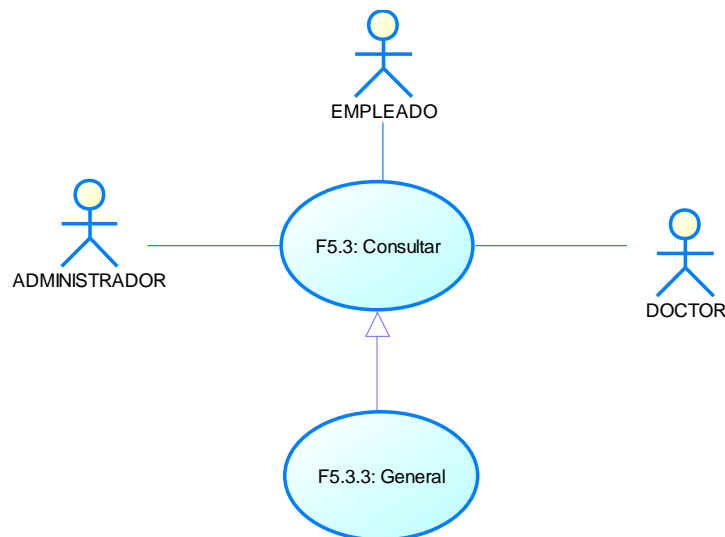 EMPLEADO
F5.3: Consultar
ADMINISTRADOR
DOCTOR
F5.3.3: General